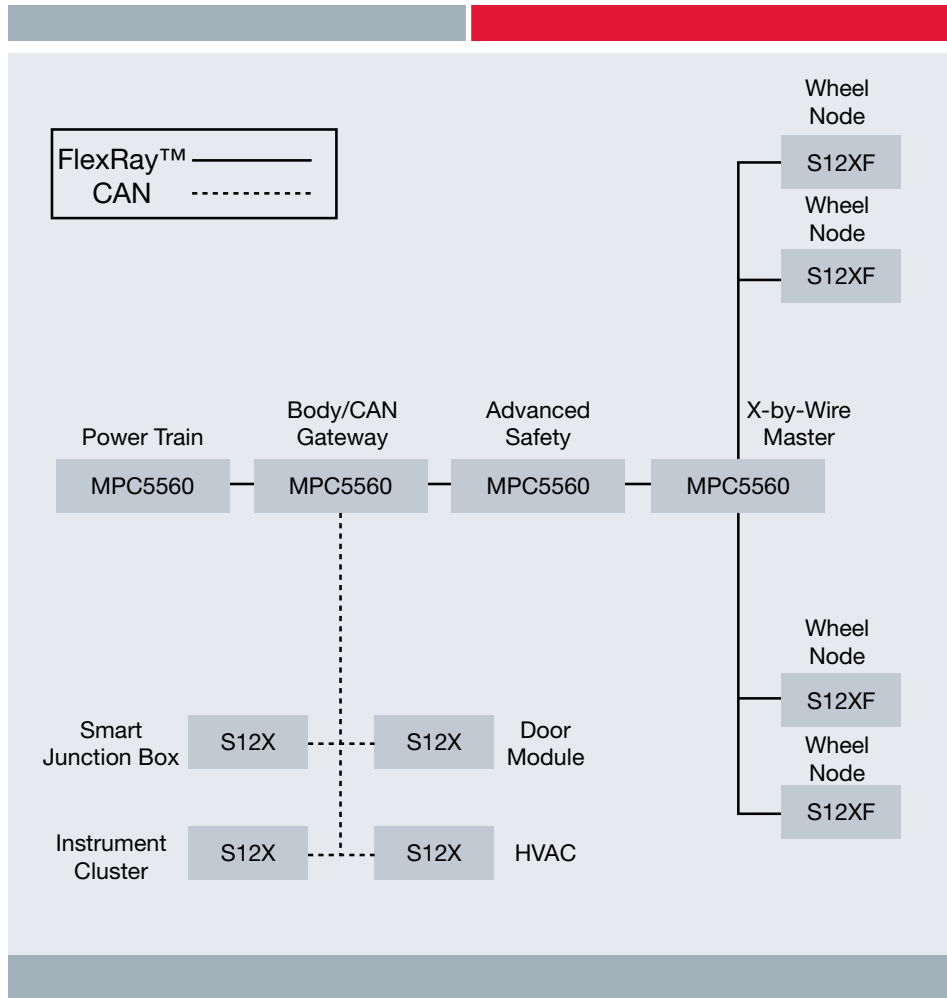 FlexRay™
CAN
Wheel
Node
S12XF
Wheel
Node
S12XF
Power Train
MPC5560
Body/CAN
Gateway
MPC5560
Advanced
Safety
MPC5560
X-by-Wire
Master
MPC5560
Wheel
Node
S12XF
Wheel
Node
S12XF
Smart
Junction Box
S12X
S12X
Door
Module
Instrument
Cluster
S12X
S12X
HVAC